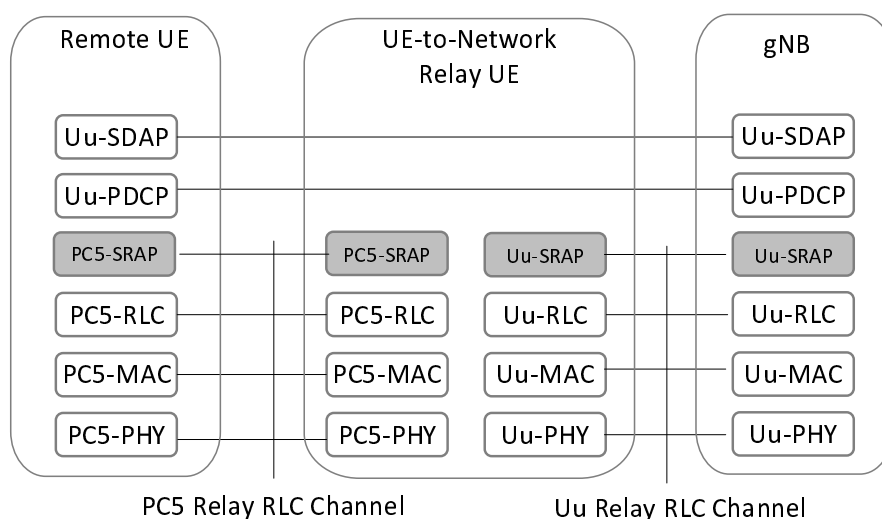 Remote UE
UE-to-Network
Relay UE
gNB
Uu-SDAP
Uu-SDAP
Uu-PDCP
Uu-PDCP
PC5-SRAP
PC5-SRAP
Uu-SRAP
Uu-SRAP
PC5-RLC
PC5-RLC
Uu-RLC
Uu-RLC
PC5-MAC
PC5-MAC
Uu-MAC
Uu-MAC
PC5-PHY
PC5-PHY
Uu-PHY
Uu-PHY
PC5 Relay RLC Channel
Uu Relay RLC Channel